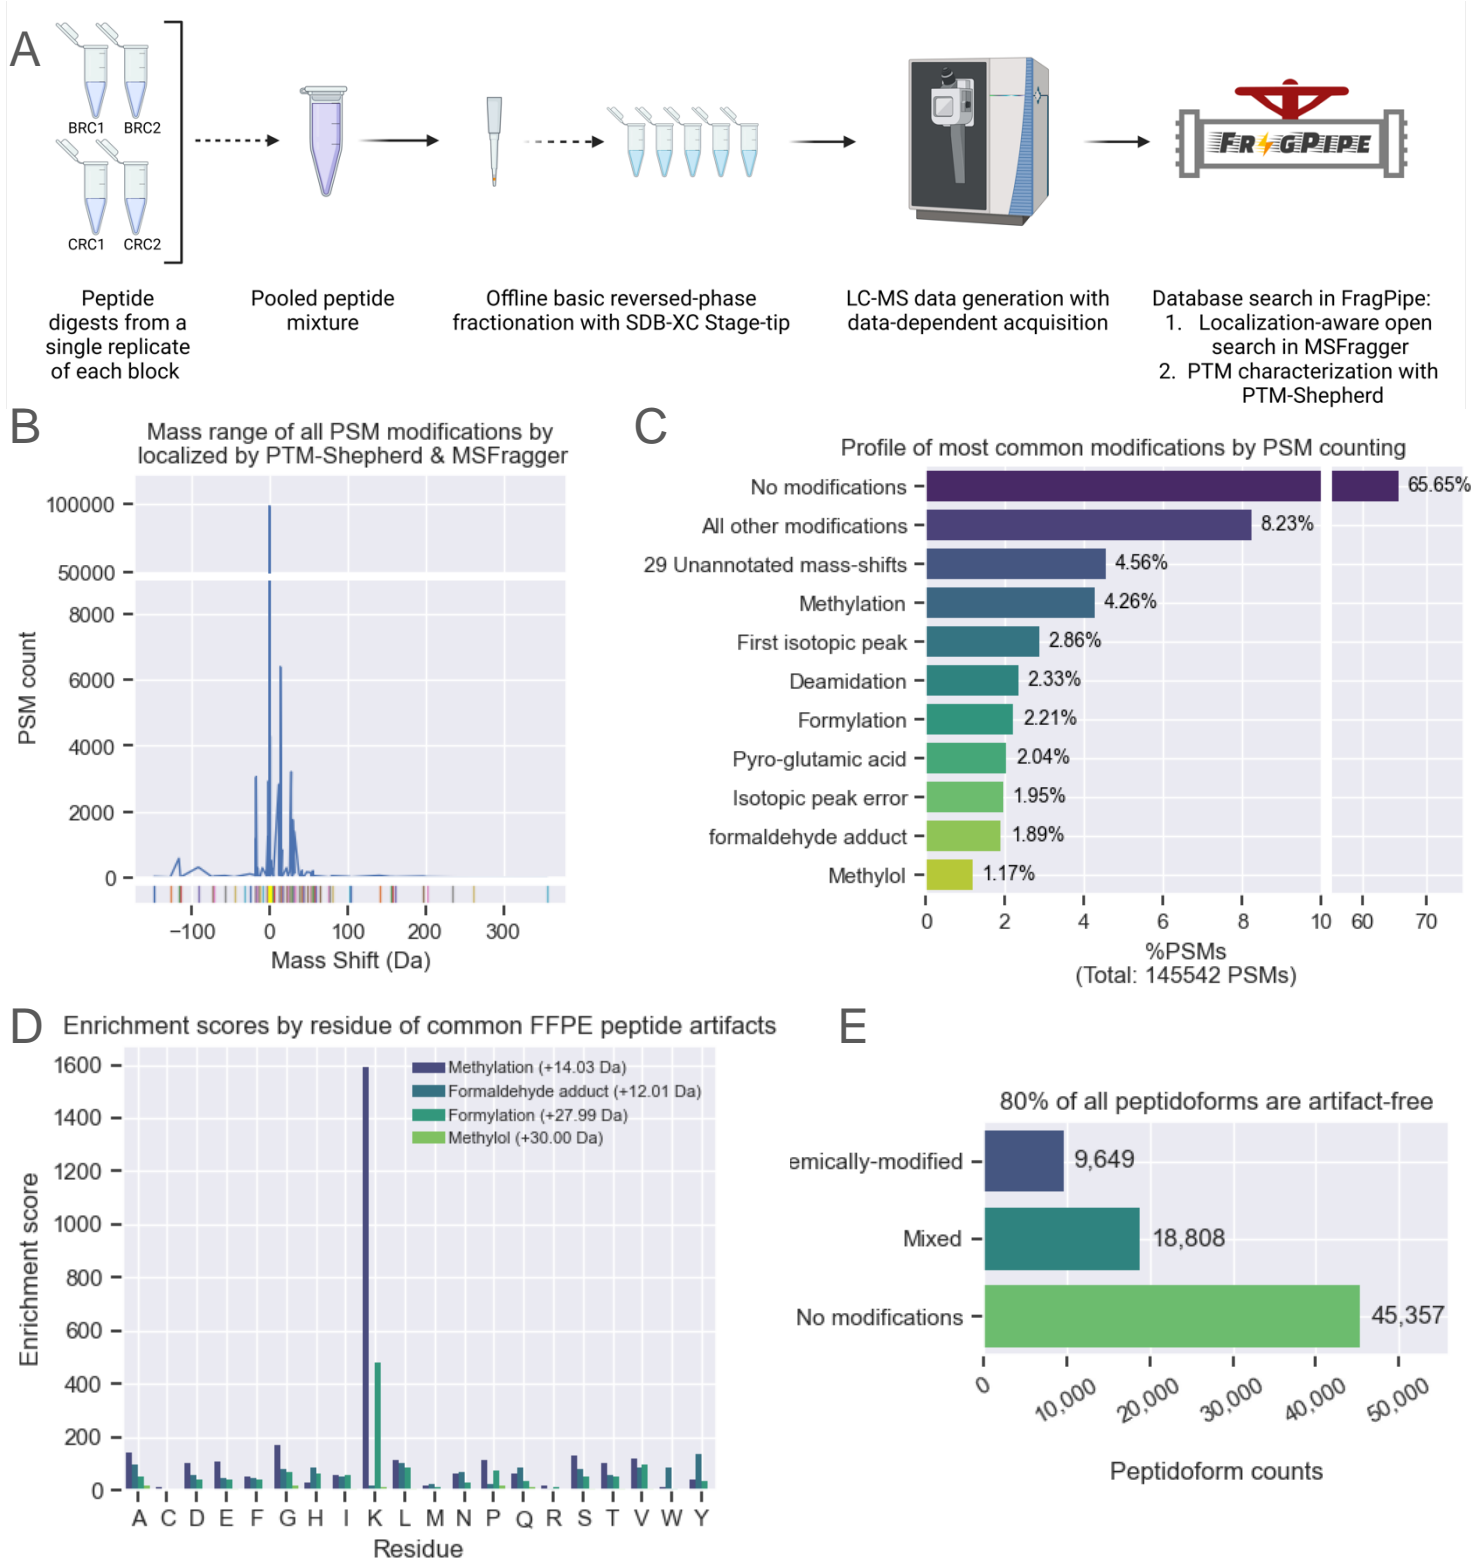 A
BRC1 BRC2
CRC1 CRC2
FRAGPIPE
Peptide
digests from a
single replicate
of each block
Pooled peptide
mixture
Offline basic reversed-phase
fractionation with SDB-XC Stage-tip
LC-MS data generation with
data-dependent acquisition
Database search in FragPipe:
1. Localization-aware open
search in MSFragger
2. PTM characterization with
PTM-Shepherd
B
Mass range of all PSM modifications by
localized by PTM-Shepherd & MSFragger
PSM count
100000
50000
8000
6000
4000
2000
0
−100 0 100 200 300
Mass Shift (Da)
C
Profile of most common modifications by PSM counting
No modifications 65.65%
All other modifications 8.23%
29 Unannotated mass-shifts 4.56%
Methylation 4.26%
First isotopic peak 2.86%
Deamidation 2.33%
Formylation 2.21%
Pyro-glutamic acid 2.04%
Isotopic peak error 1.95%
formaldehyde adduct 1.89%
Methylol 1.17%
0 2 4 6 8 10 60 70
%PSMs
(Total: 145542 PSMs)
D
Enrichment scores by residue of common FFPE peptide artifacts
Methylation (+14.03 Da)
Formaldehyde adduct (+12.01 Da)
Formylation (+27.99 Da)
Methylol (+30.00 Da)
Enrichment score
1600
1400
1200
1000
800
600
400
200
0
A C D E F G H I K L M N P Q R S T V W Y
Residue
E
80% of all peptidoforms are artifact-free
emically-modified 9,649
Mixed 18,808
No modifications 45,357
0 10,000 20,000 30,000 40,000 50,000
Peptidoform counts